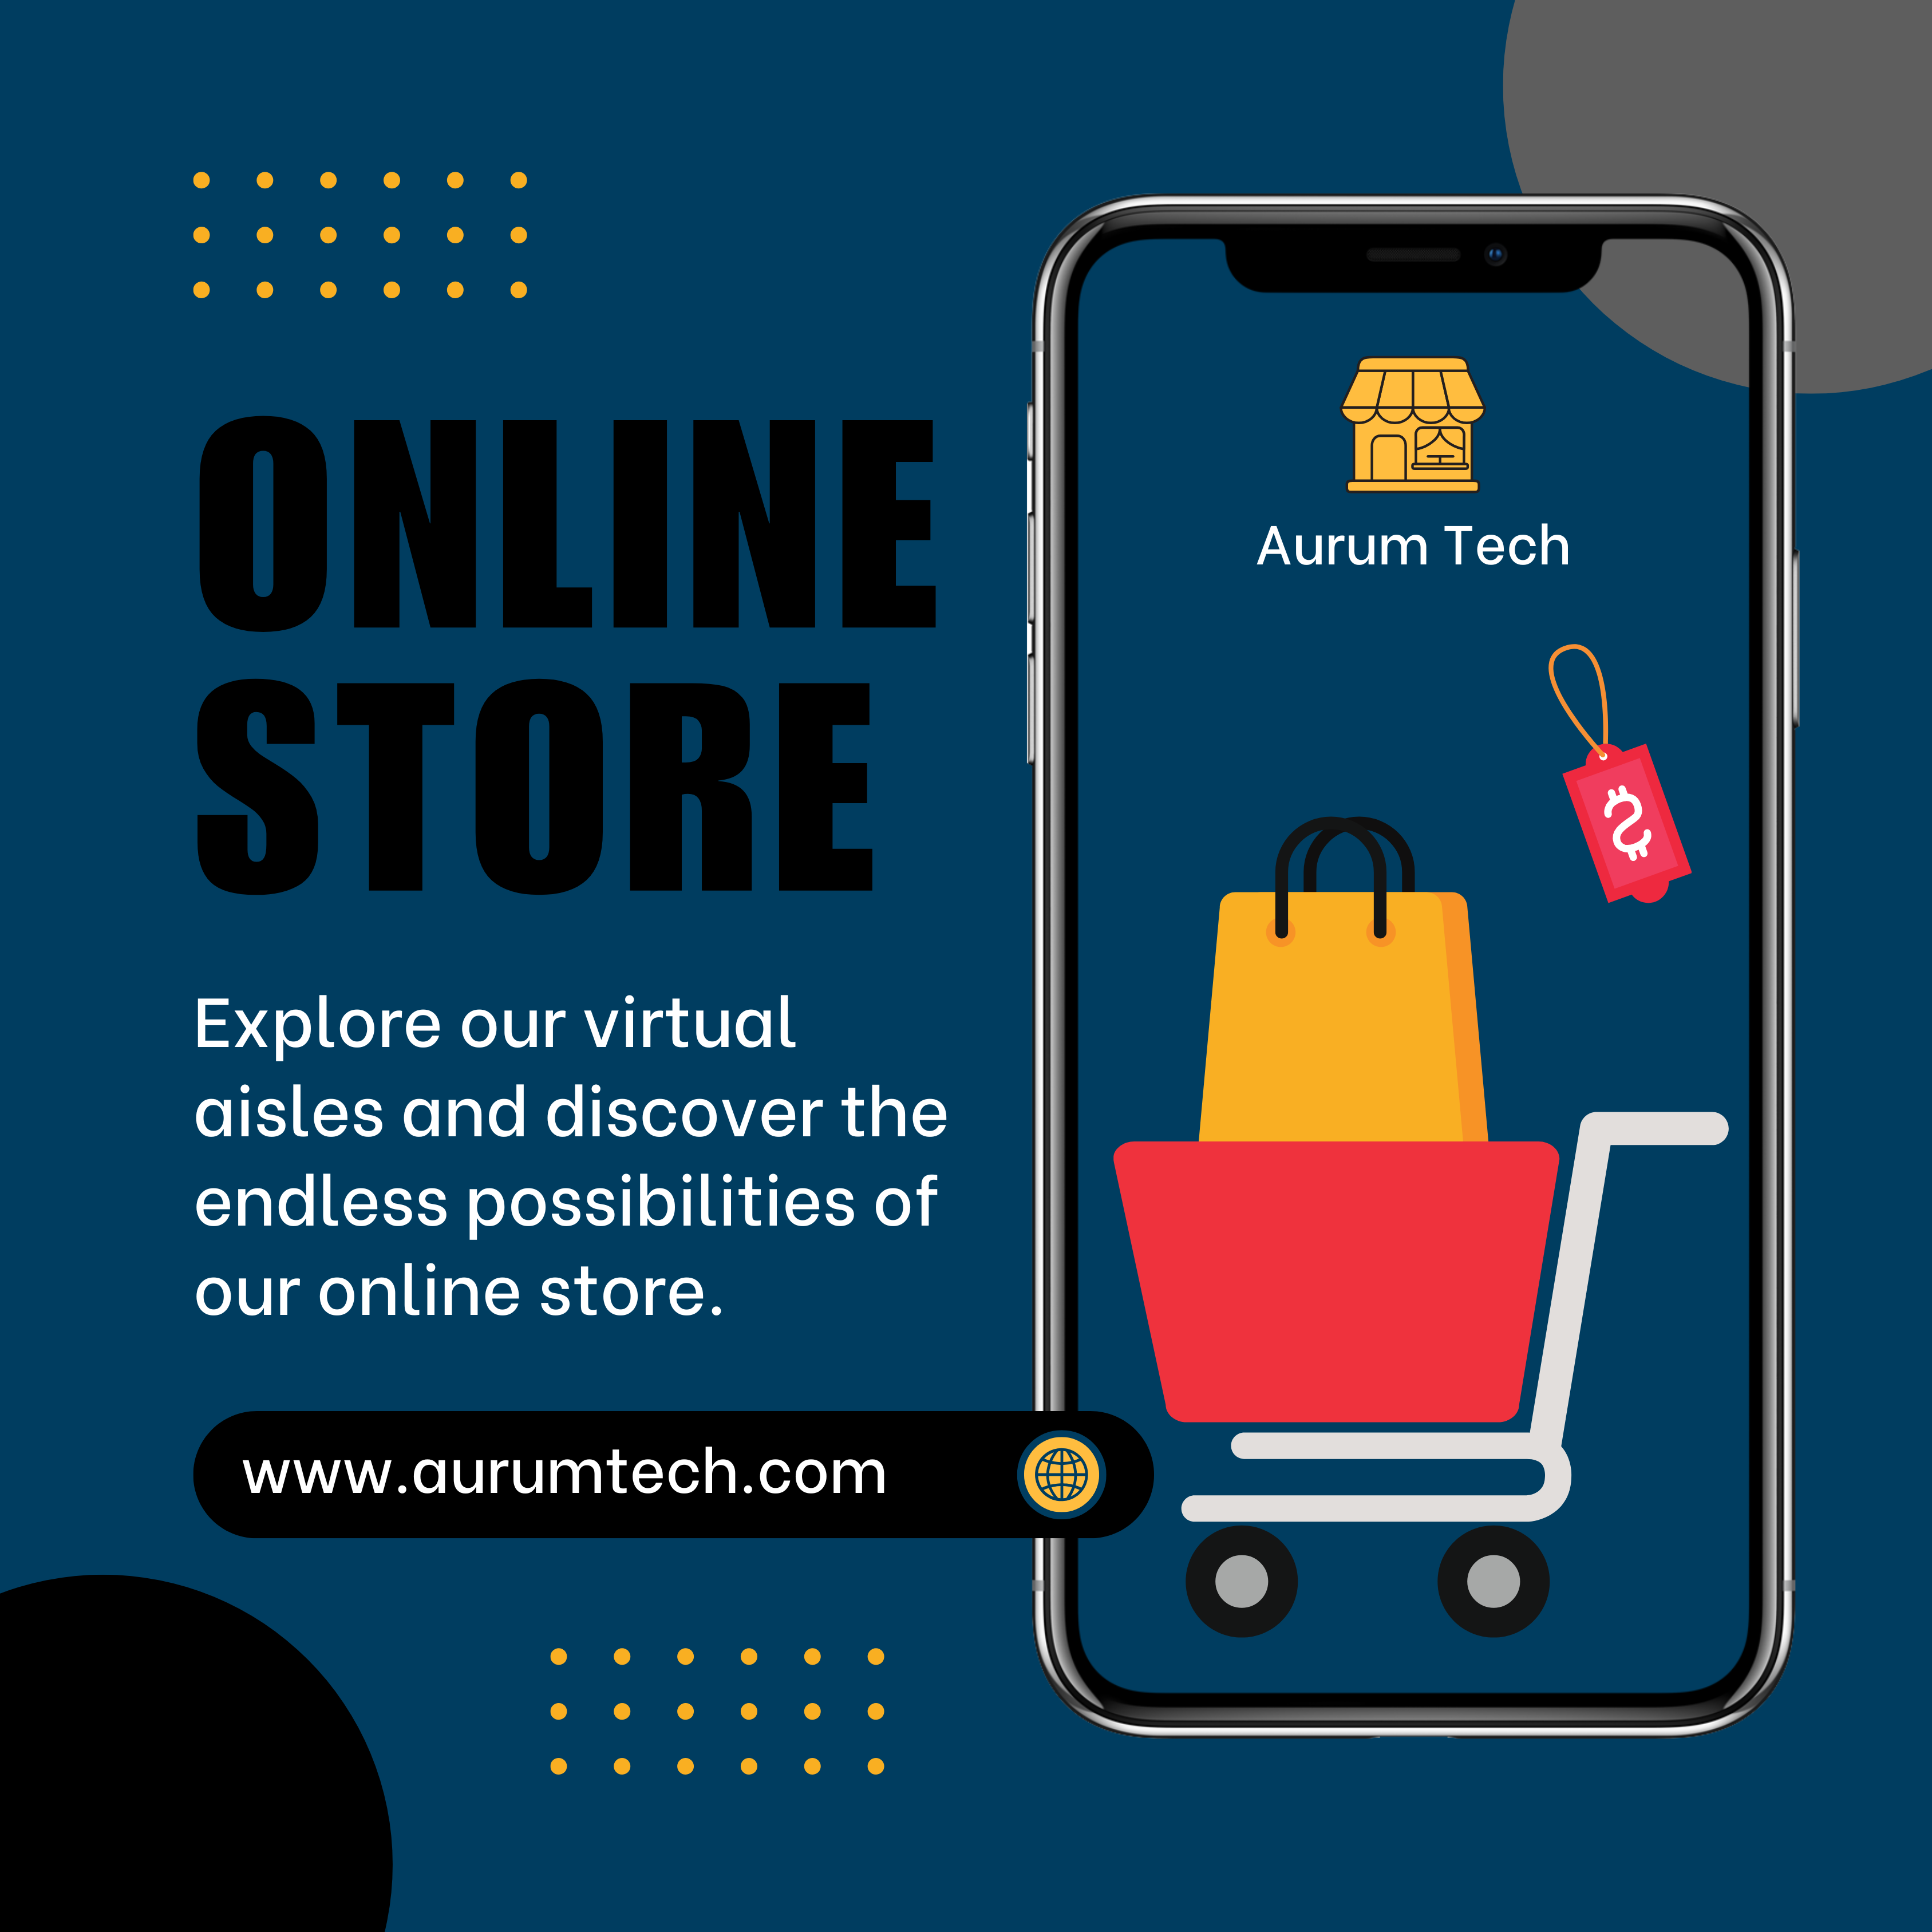 ONLINE
STORE
Explore our virtual
aisles and discover the
endless possibilities of
our online store.
www.aurumtech.com
Aurum Tech
$